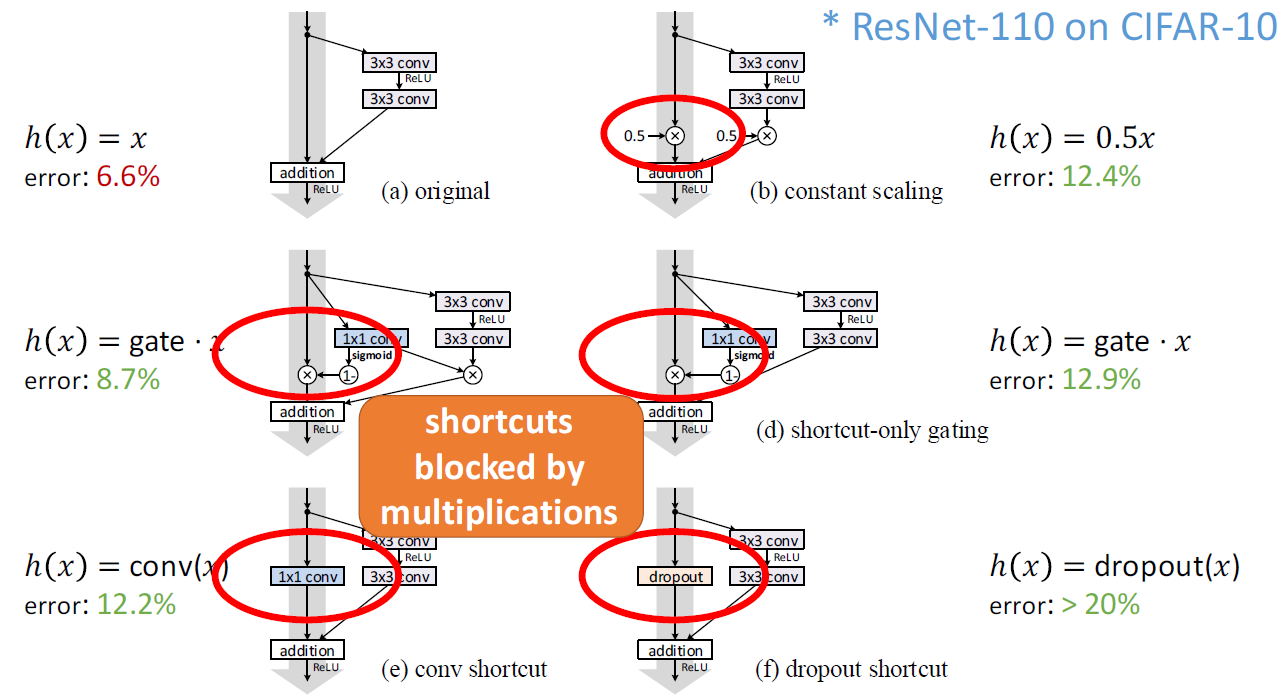 * ResNet-110 on CIFAR-10
h(x) = x
error: 6.6%
3x3 conv
ReLU
3x3 conv
addition
ReLU
(a) original
3x3 conv
ReLU
3x3 conv
0.5
×
0.5
×
addition
ReLU
(b) constant scaling
h(x) = 0.5x
error: 12.4%
h(x) = gate · x
error: 8.7%
3x3 conv
ReLU
1x1 conv
3x3 conv
sigmoid
×
1-
×
addition
ReLU
3x3 conv
ReLU
1x1 conv
3x3 conv
sigmoid
×
1-
addition
ReLU
(d) shortcut-only gating
h(x) = gate · x
error: 12.9%
shortcuts
blocked by
multiplications
h(x) = conv(x)
error: 12.2%
3x3 conv
ReLU
1x1 conv
3x3 conv
addition
ReLU
(e) conv shortcut
3x3 conv
ReLU
dropout
3x3 conv
addition
ReLU
(f) dropout shortcut
h(x) = dropout(x)
error: > 20%